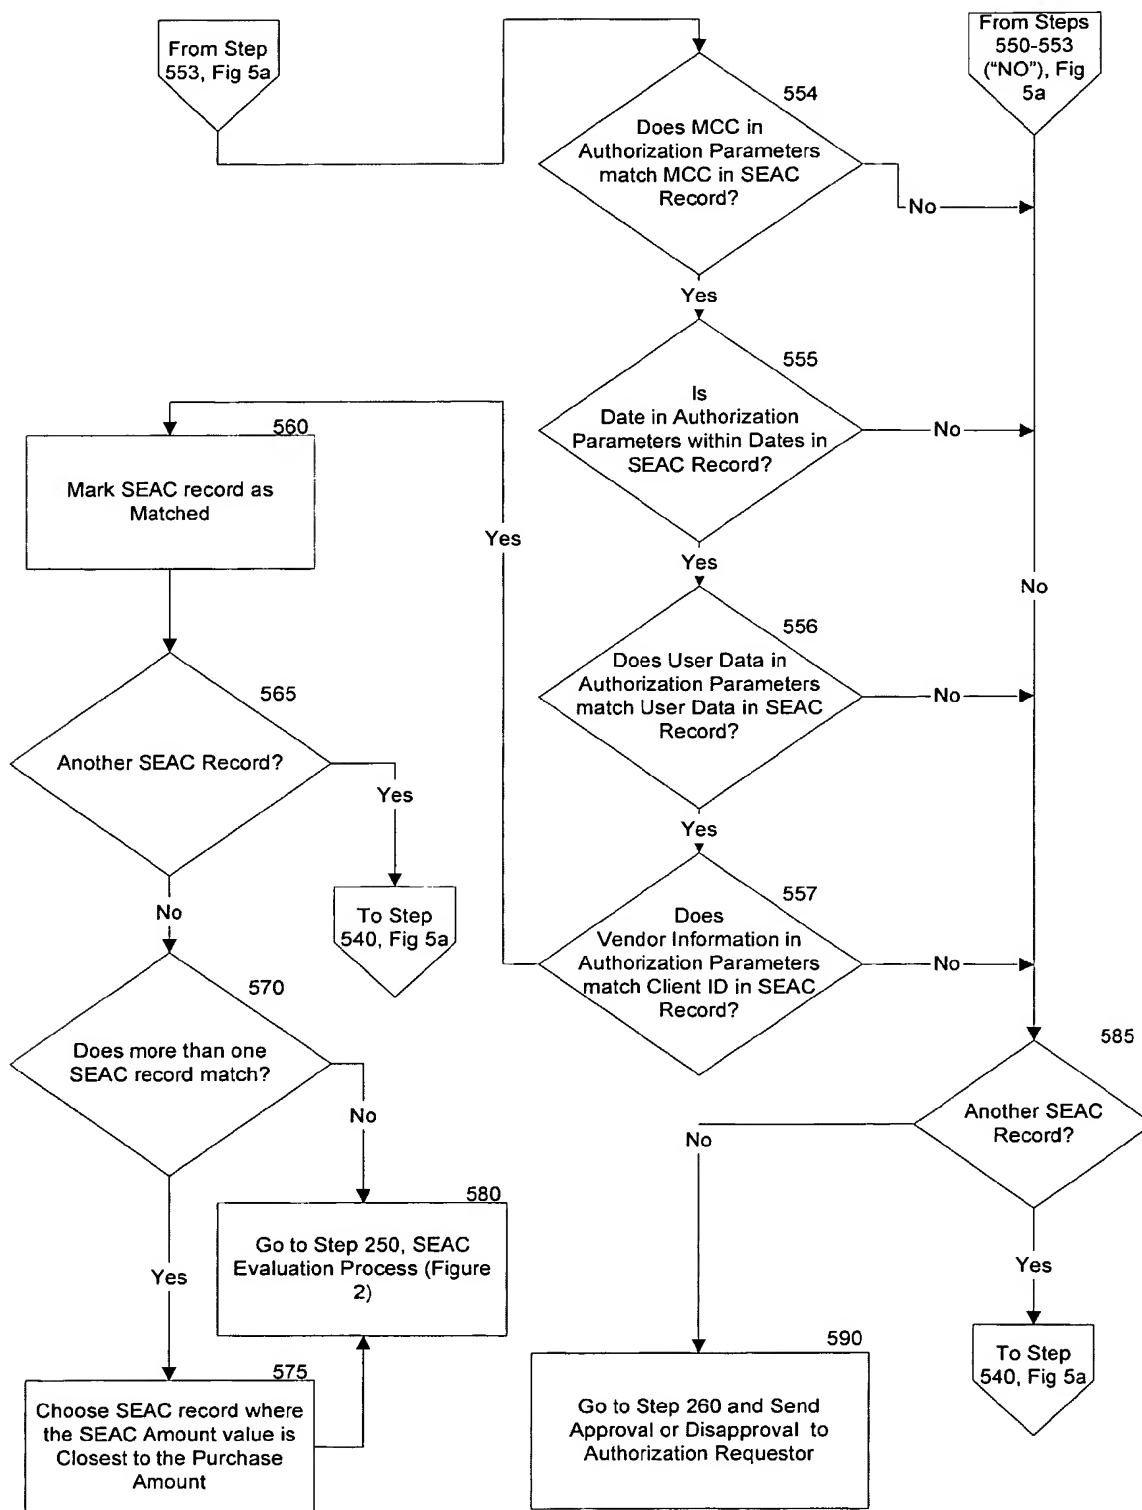 From Step
553, Fig 5a
From Steps
550-553
("NO"), Fig
5a
554
Does MCC in
Authorization Parameters
match MCC in SEAC
Record?
No
Yes
555
Is
Date in Authorization
Parameters within Dates in
SEAC Record?
No
Yes
No
556
Does User Data in
Authorization Parameters
match User Data in SEAC
Record?
No
Yes
557
Does
Vendor Information in
Authorization Parameters
match Client ID in SEAC
Record?
No
Yes
560
Mark SEAC record as
Matched
565
Another SEAC Record?
Yes
To Step
540, Fig 5a
No
570
Does more than one
SEAC record match?
No
580
Go to Step 250, SEAC
Evaluation Process (Figure
2)
Yes
575
Choose SEAC record where
the SEAC Amount value is
Closest to the Purchase
Amount
585
Another SEAC
Record?
No
590
Go to Step 260 and Send
Approval or Disapproval to
Authorization Requestor
Yes
To Step
540, Fig 5a